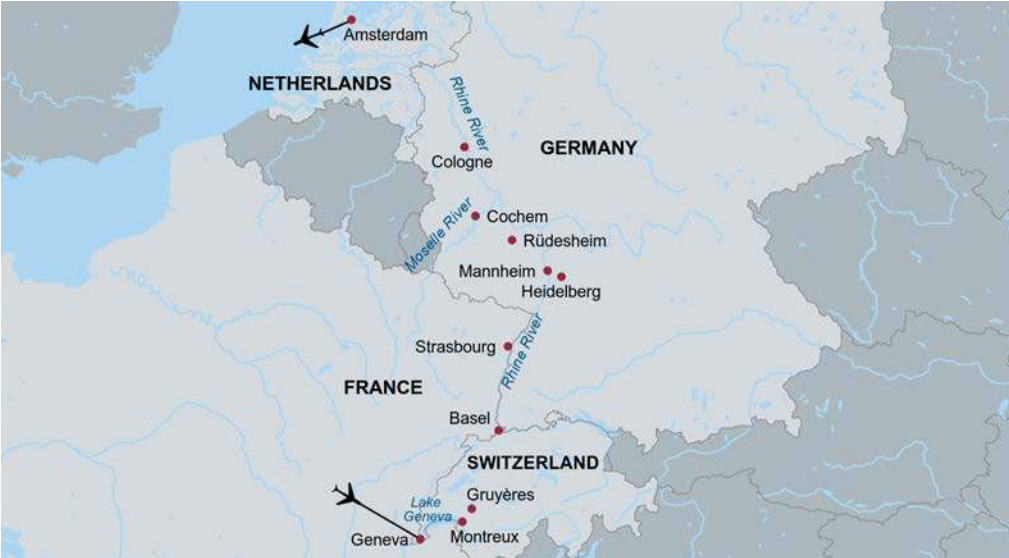 Amsterdam
NETHERLANDS
Rhine River
GERMANY
Cologne
Cochem
Moselle River
Rüdesheim
Mannheim
Heidelberg
Rhine River
Strasbourg
FRANCE
Basel
SWITZERLAND
Gruyères
Lake
Geneva
Montreux
Geneva